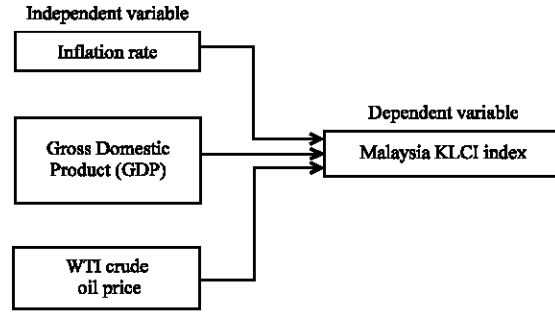 Independent variable
Inflation rate
Gross Domestic
Product (GDP)
WTI crude
oil price
Dependent variable
Malaysia KLCI index